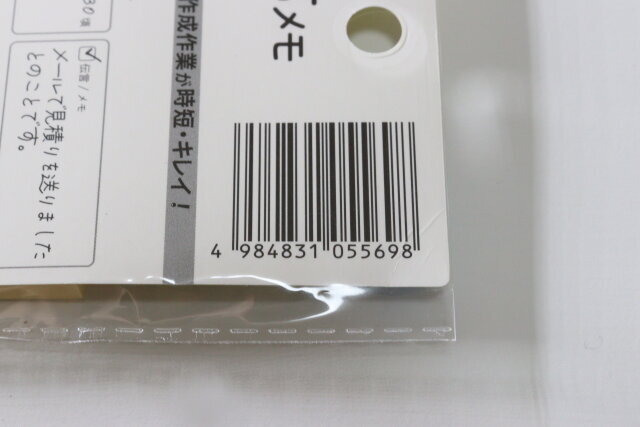 メモ
作成作業が時短・キレイ！
30 頃
伝言 / メモ
メールで見積りを送りました
とのことです。
4 984831 055698